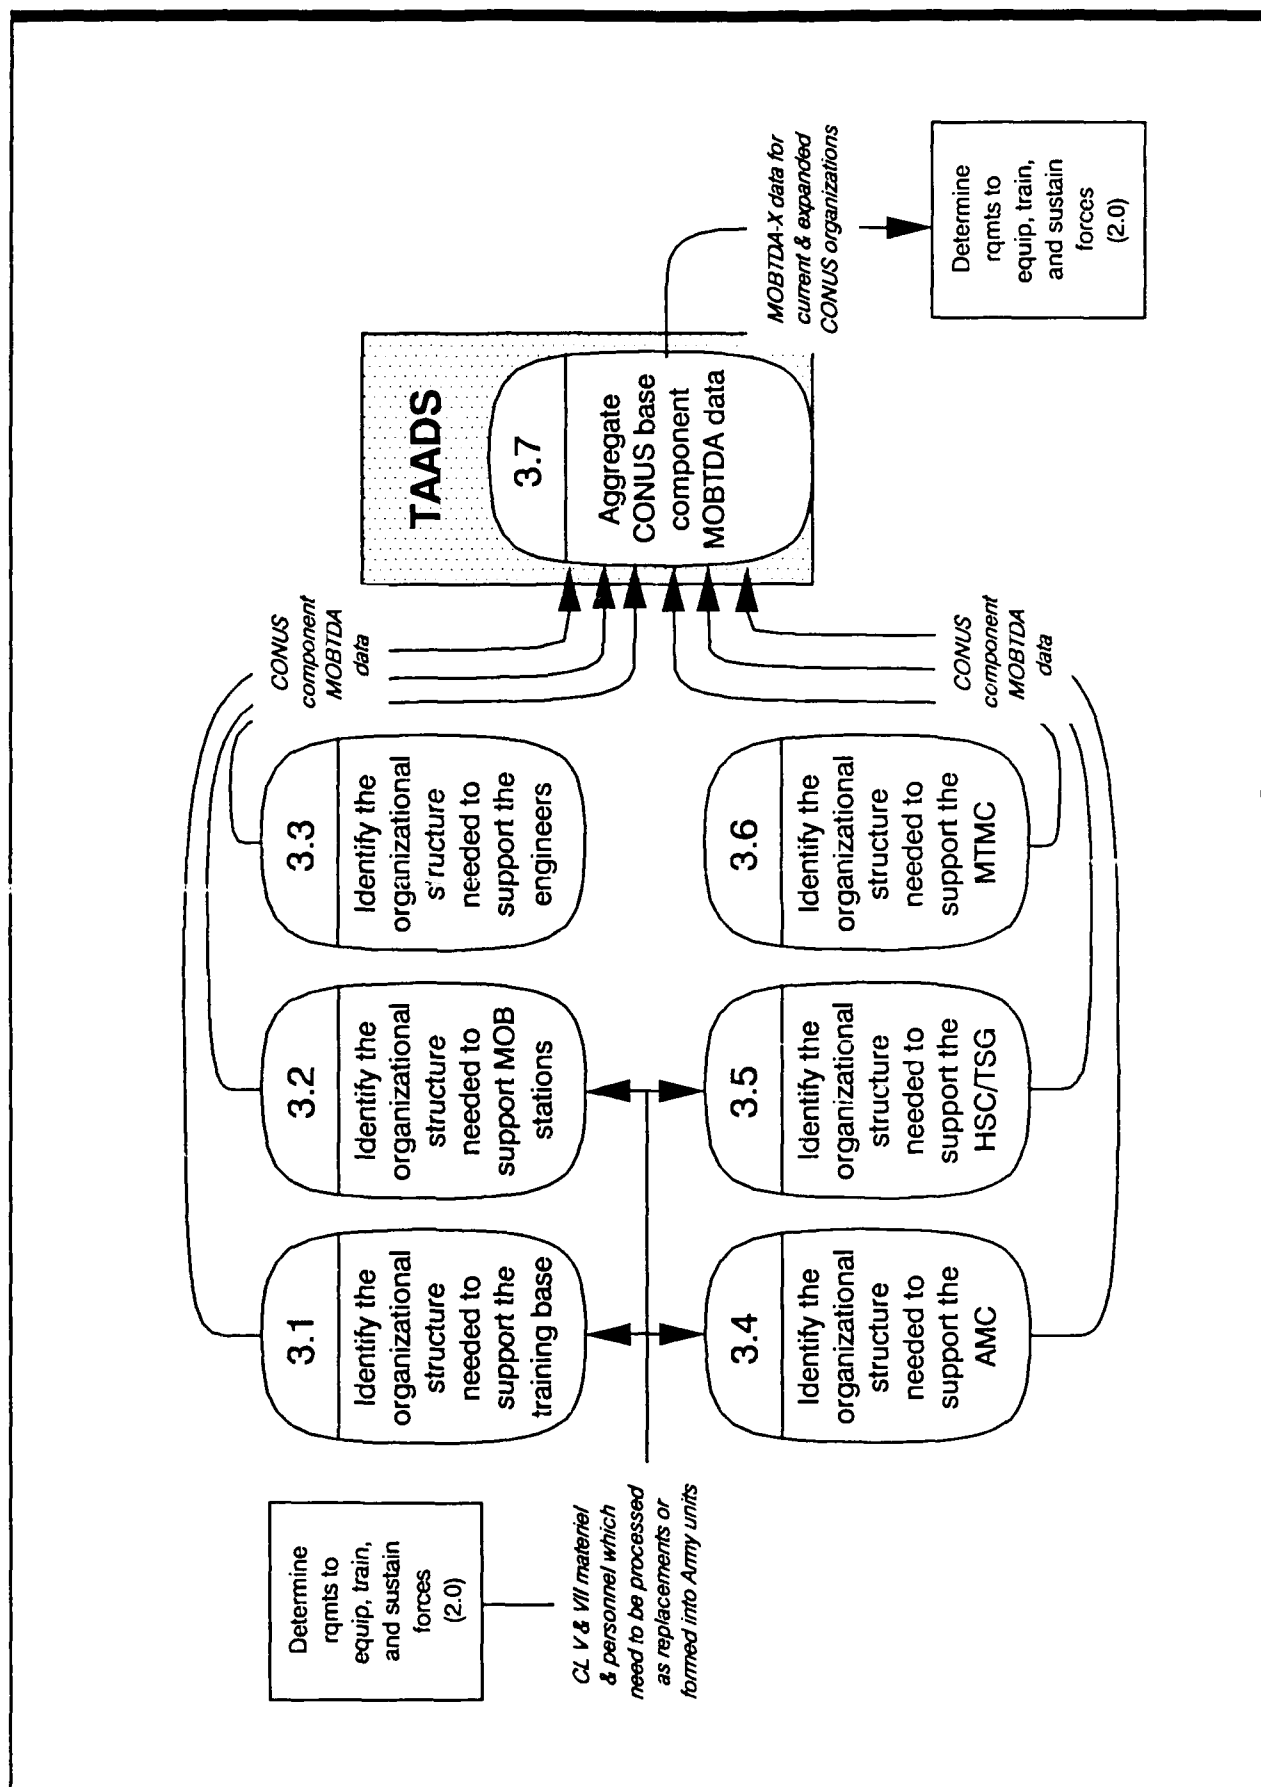 Determine
rqmts to
equip, train,
and sustain
forces
(2.0)
CL V & VII materiel
& personnel which
need to be processed
as replacements or
formed into Army units
3.1
Identify the
organizational
structure
needed to
support the
training base
3.2
Identify the
organizational
structure
needed to
support MOB
stations
3.3
Identify the
organizational
s'ructure
needed to
support the
engineers
3.4
Identify the
organizational
structure
needed to
support the
AMC
3.5
Identify the
organizational
structure
needed to
support the
HSC/TSG
3.6
Identify the
organizational
structure
needed to
support the
MTMC
CONUS
component
MOBTDA
data
CONUS
component
MOBTDA
data
TAADS
3.7
Aggregate
CONUS base
component
MOBTDA data
MOBTDA-X data for
current & expanded
CONUS organizations
Determine
rqmts to
equip, train,
and sustain
forces
(2.0)